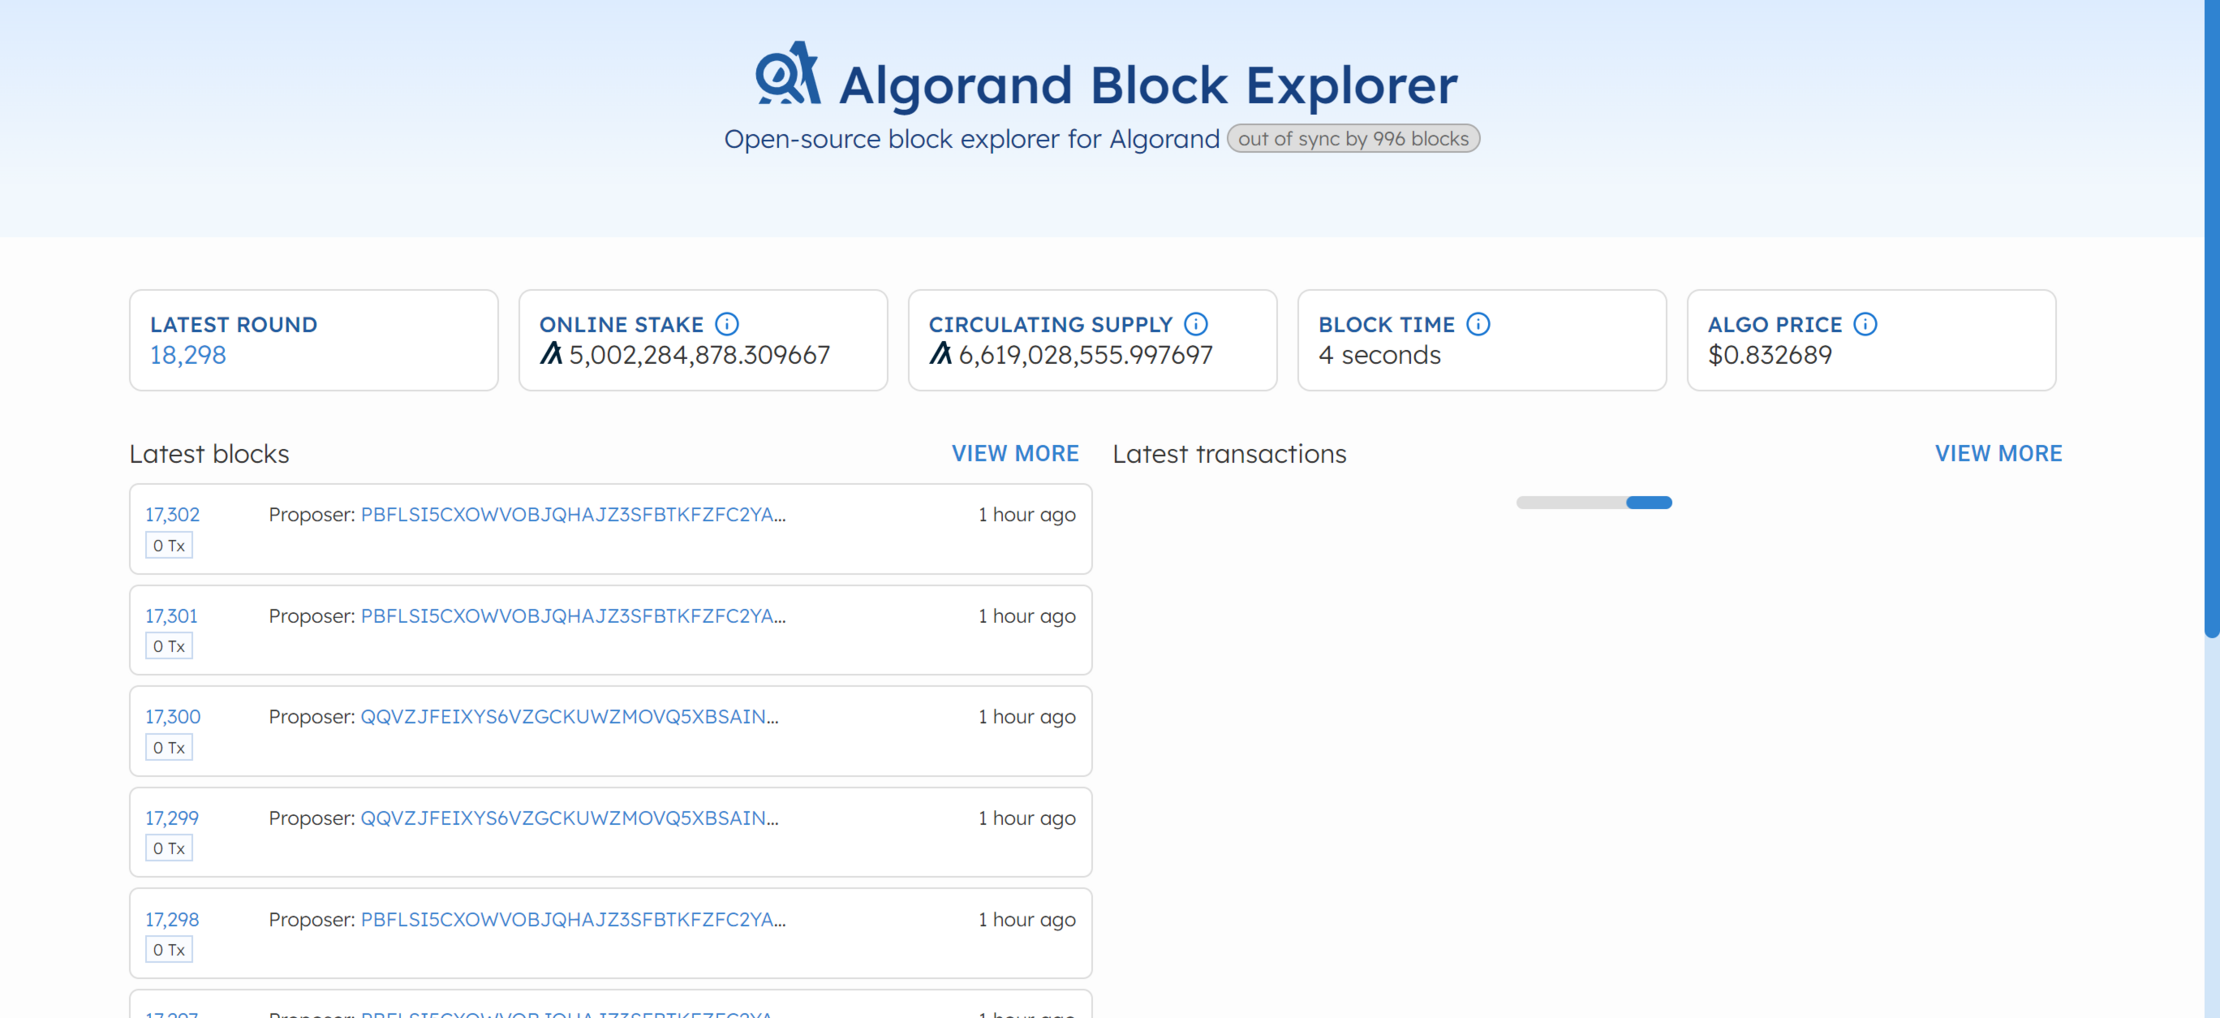 Algorand Block Explorer
Open-source block explorer for Algorand out of sync by 996 blocks
LATEST ROUND
18,298
ONLINE STAKE
5,002,284,878.309667
CIRCULATING SUPPLY
6,619,028,555.997697
BLOCK TIME
4 seconds
ALGO PRICE
$0.832689
Latest blocks VIEW MORE
17,302 Proposer: PBFLSI5CXOWVOBJQHAJZ3SFBTKFZFC2YA... 1 hour ago
0 Tx
17,301 Proposer: PBFLSI5CXOWVOBJQHAJZ3SFBTKFZFC2YA... 1 hour ago
0 Tx
17,300 Proposer: QQVZJFEIXYS6VZGCKUWZMOVQ5XBSAIN... 1 hour ago
0 Tx
17,299 Proposer: QQVZJFEIXYS6VZGCKUWZMOVQ5XBSAIN... 1 hour ago
0 Tx
17,298 Proposer: PBFLSI5CXOWVOBJQHAJZ3SFBTKFZFC2YA... 1 hour ago
0 Tx
Latest transactions VIEW MORE